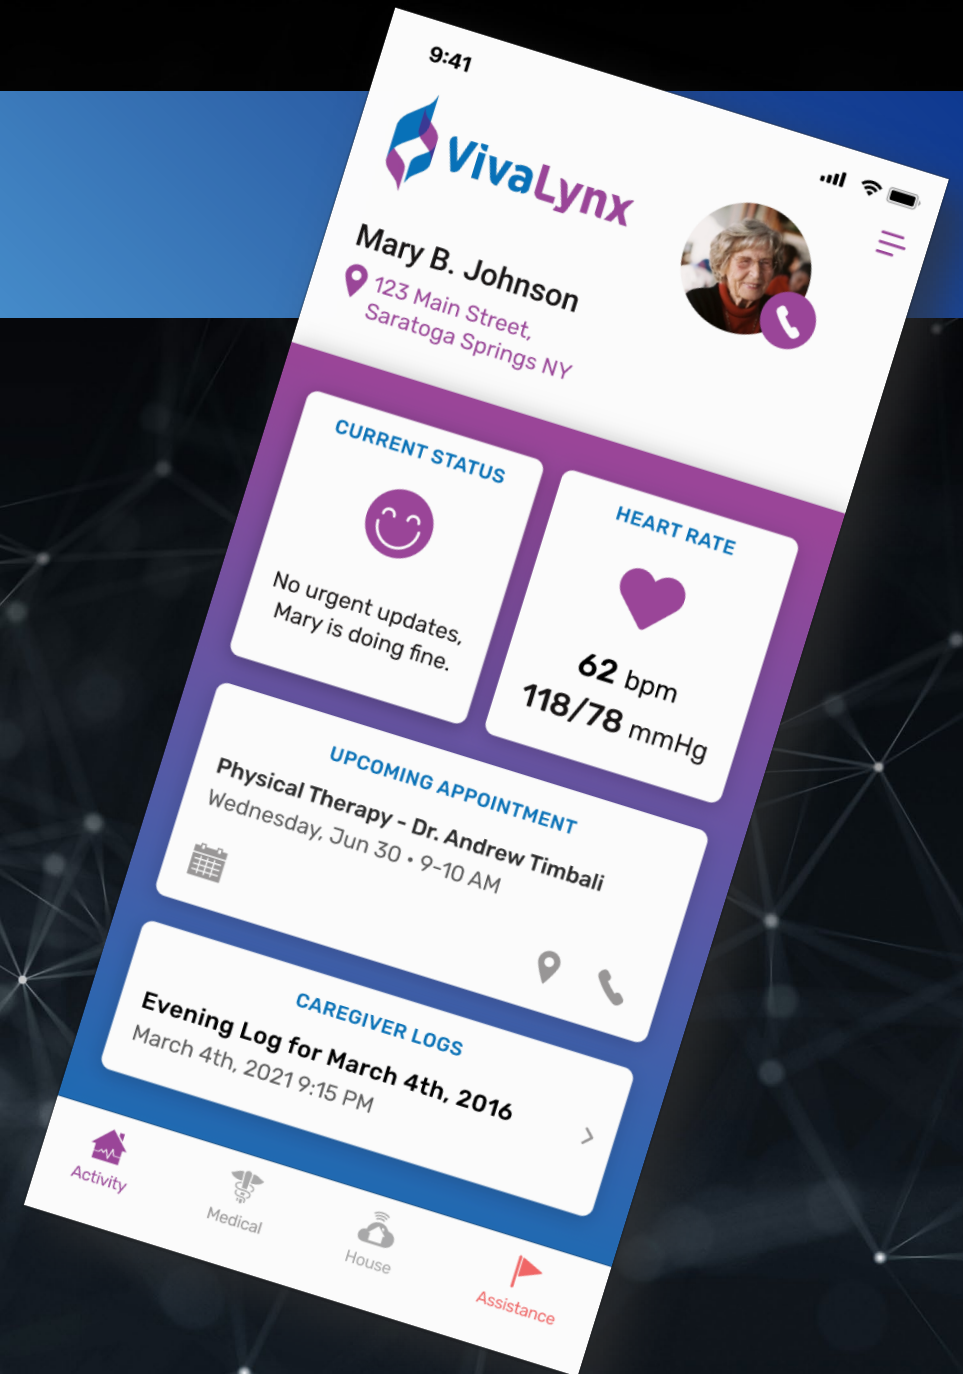 9:41
VivaLynx
Mary B. Johnson
123 Main Street,
Saratoga Springs NY
CURRENT STATUS
No urgent updates,
Mary is doing fine.
HEART RATE
62 bpm
118/78 mmHg
UPCOMING APPOINTMENT
Physical Therapy - Dr. Andrew Timbali
Wednesday, Jun 30 • 9-10 AM
CAREGIVER LOGS
Evening Log for March 4th, 2016
March 4th, 2021 9:15 PM
Activity
Medical
House
Assistance